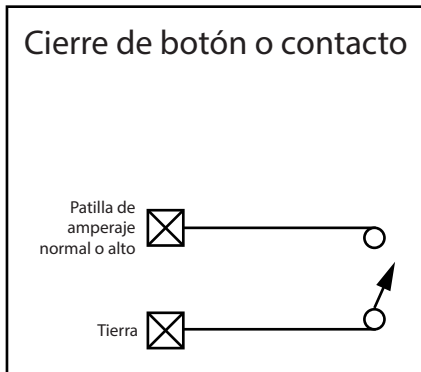 Cierre de botón o contacto
Patilla de
amperaje
normal o alto
Tierra